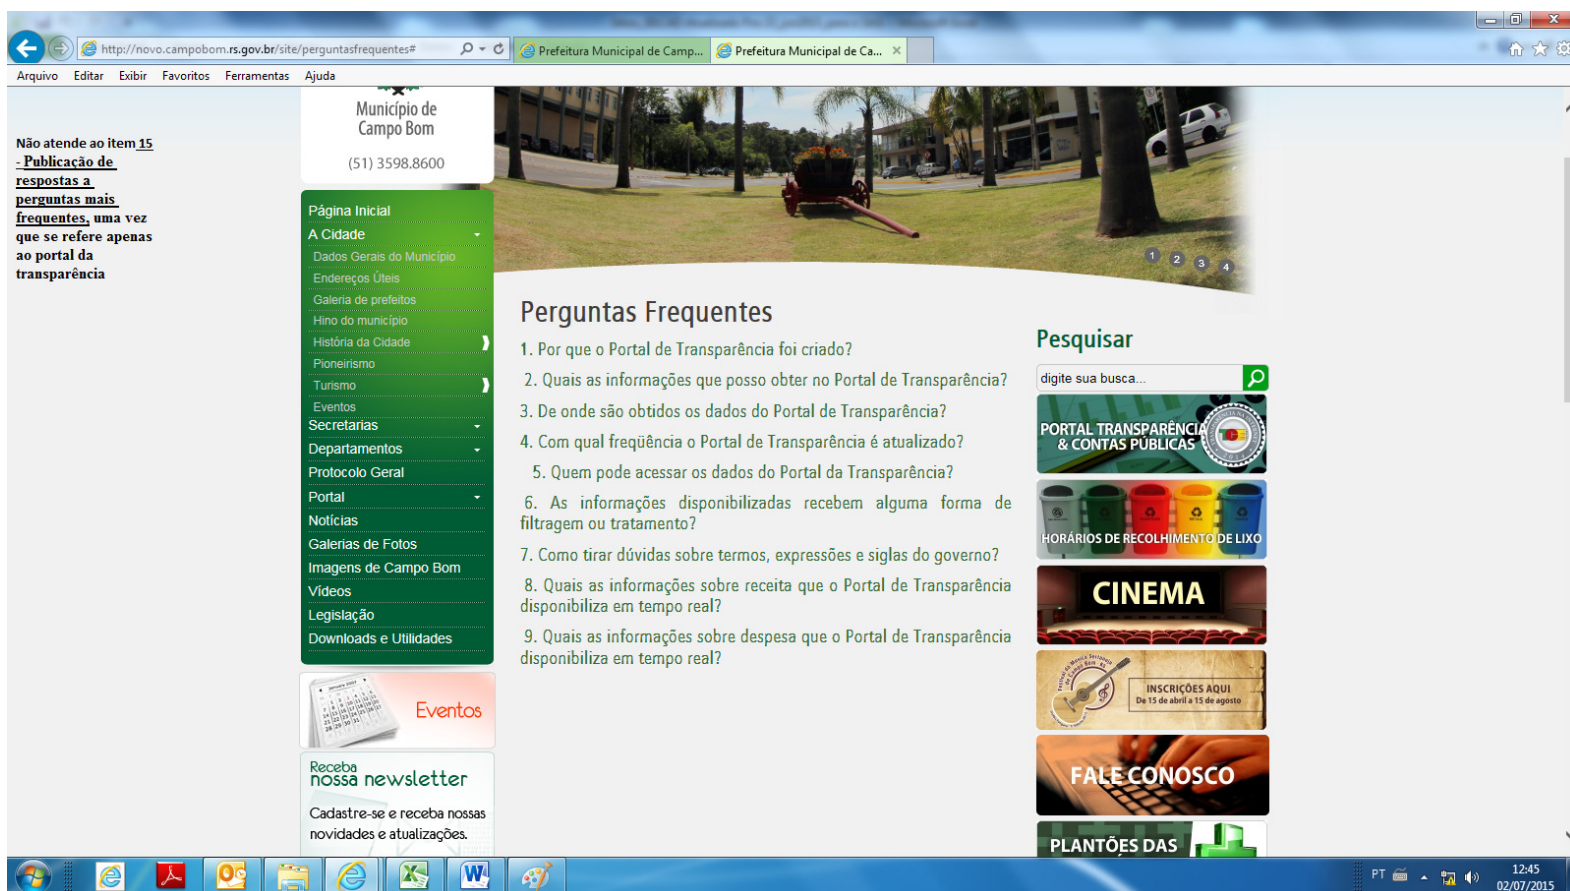 http://novo.campobom.rs.gov.br/site/perguntasfrequentes#
Prefeitura Municipal de Camp...
Prefeitura Municipal de Ca...
Arquivo Editar Exibir Favoritos Ferramentas Ajuda
Não atende ao item 15
- Publicação de
respostas a
perguntas mais
frequentes, uma vez
que se refere apenas
ao portal da
transparência
Município de
Campo Bom
(51) 3598.8600
Página Inicial
A Cidade
Dados Gerais do Município
Endereços Úteis
Galeria de prefeitos
Hino do município
História da Cidade
Pioneirismo
Turismo
Eventos
Secretarias
Departamentos
Protocolo Geral
Portal
Notícias
Galerias de Fotos
Imagens de Campo Bom
Vídeos
Legislação
Downloads e Utilidades
Eventos
Receba
nossa newsletter
Cadastre-se e receba nossas
novidades e atualizações.
1 2 3 4
Perguntas Frequentes
1. Por que o Portal de Transparência foi criado?
2. Quais as informações que posso obter no Portal de Transparência?
3. De onde são obtidos os dados do Portal de Transparência?
4. Com qual freqüência o Portal de Transparência é atualizado?
5. Quem pode acessar os dados do Portal da Transparência?
6. As informações disponibilizadas recebem alguma forma de
filtragem ou tratamento?
7. Como tirar dúvidas sobre termos, expressões e siglas do governo?
8. Quais as informações sobre receita que o Portal de Transparência
disponibiliza em tempo real?
9. Quais as informações sobre despesa que o Portal de Transparência
disponibiliza em tempo real?
Pesquisar
digite sua busca...
PORTAL TRANSPARÊNCIA
& CONTAS PÚBLICAS
HORÁRIOS DE RECOLHIMENTO DE LIXO
CINEMA
INSCRIÇÕES AQUI
De 15 de abril a 15 de agosto
FALE CONOSCO
PLANTÕES DAS
PT
12:45
02/07/2015